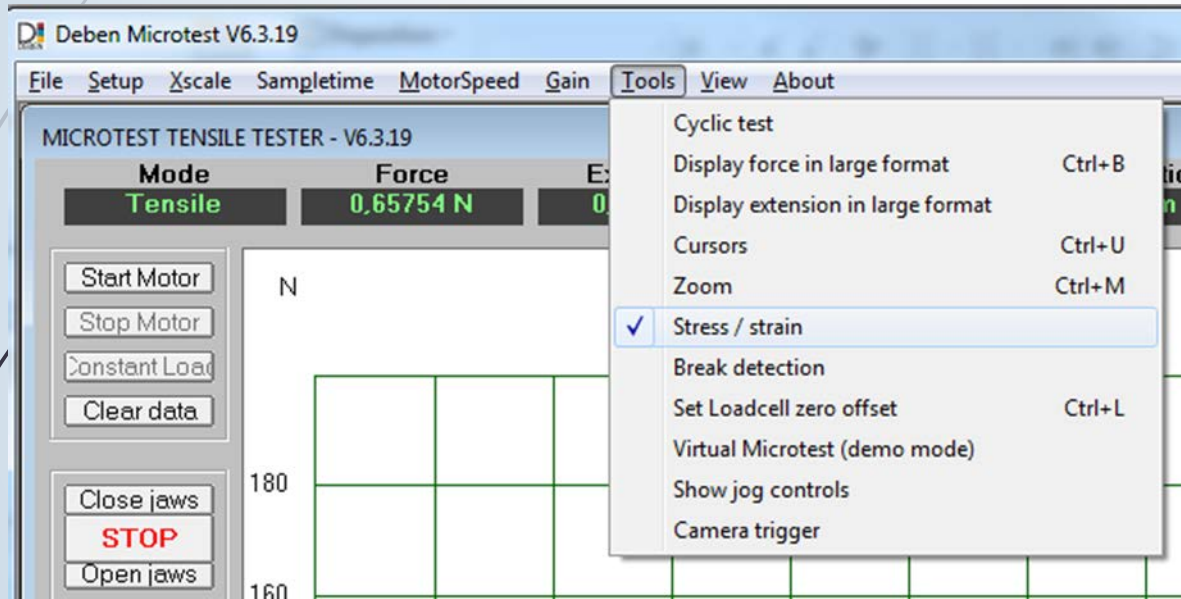 Deben Microtest V6.3.19
File Setup Xscale Sampletime MotorSpeed Gain Tools View About
MICROTEST TENSILE TESTER - V6.3.19
Mode Force
Tensile 0,65754 N
Start Motor
Stop Motor
Constant Load
Clear data
Close jaws
STOP
Open jaws
N
180
160
Cyclic test
Display force in large format Ctrl+B
Display extension in large format
Cursors Ctrl+U
Zoom Ctrl+M
Stress / strain
Break detection
Set Loadcell zero offset Ctrl+L
Virtual Microtest (demo mode)
Show jog controls
Camera trigger